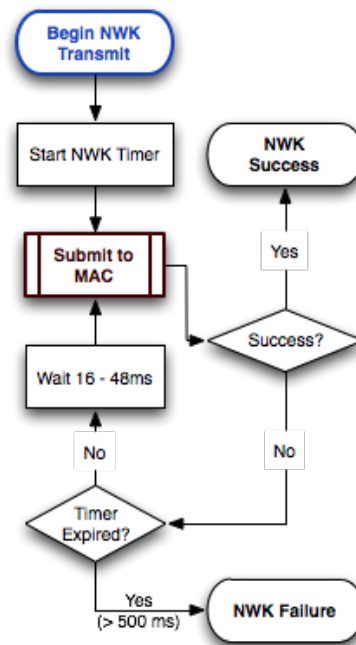 Begin NWK
Transmit
Start NWK Timer
NWK
Success
Submit to
MAC
Yes
Success?
Wait 16 - 48ms
No
No
Timer
Expired?
Yes
(> 500 ms)
NWK Failure